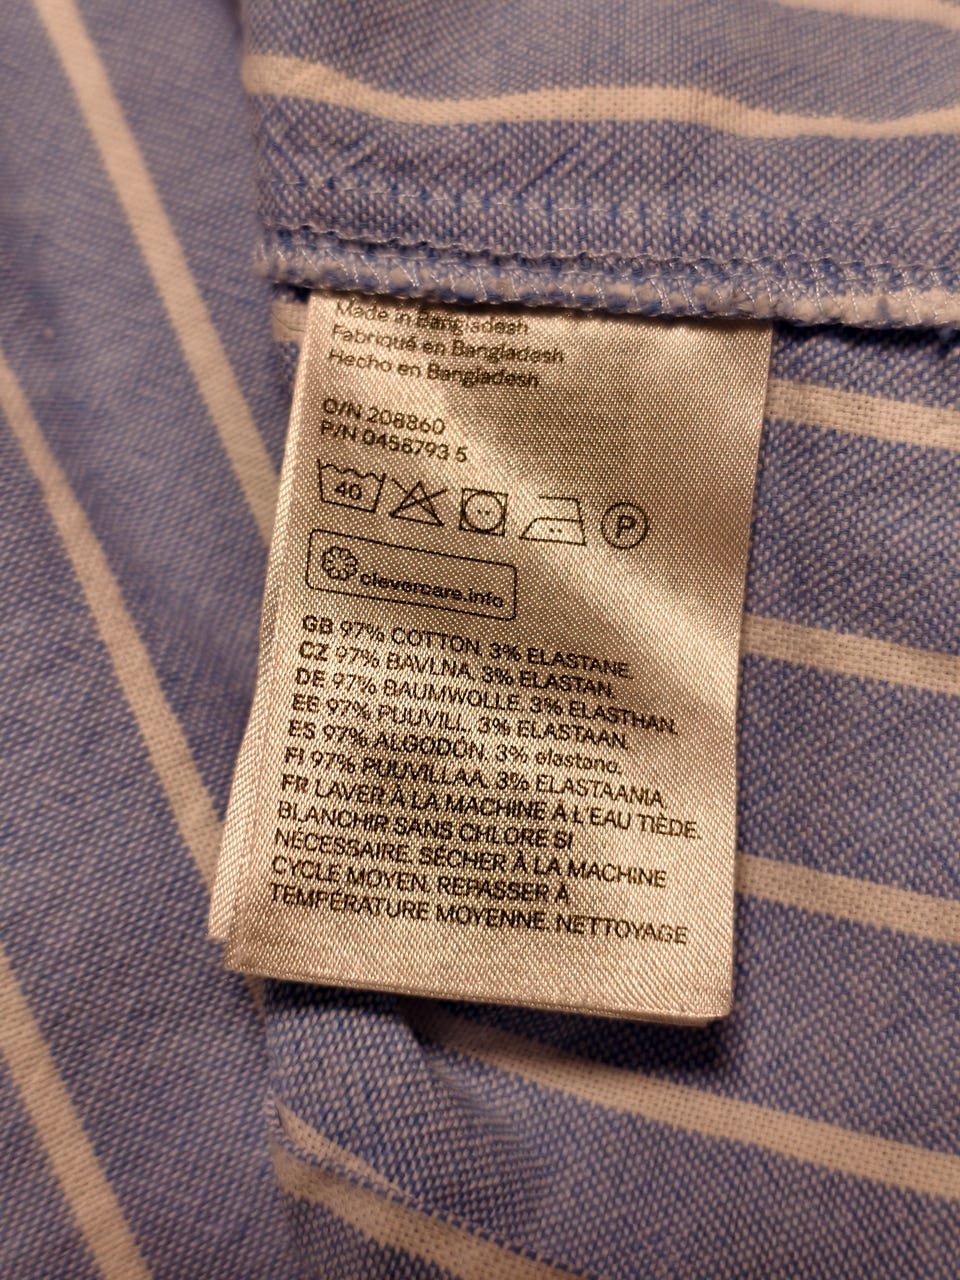 Made in Bangladesh
Fabriqué en Bangladesh
Hecho en Bangladesh
O/N 208860
P/N 0456793 5
40
P
clevercare.info
GB 97% COTTON, 3% ELASTANE.
CZ 97% BAVLNA, 3% ELASTAN.
DE 97% BAUMWOLLE, 3% ELASTHAN.
EE 97% PUUVILL, 3% ELASTAAN.
ES 97% ALGODÓN, 3% elastano.
FI 97% PUUVILLAA, 3% ELASTAANIA
FR LAVER À LA MACHINE À L'EAU TIÈDE.
BLANCHIR SANS CHLORE SI
NÉCESSAIRE. SÉCHER À LA MACHINE
CYCLE MOYEN. REPASSER À
TEMPÉRATURE MOYENNE. NETTOYAGE